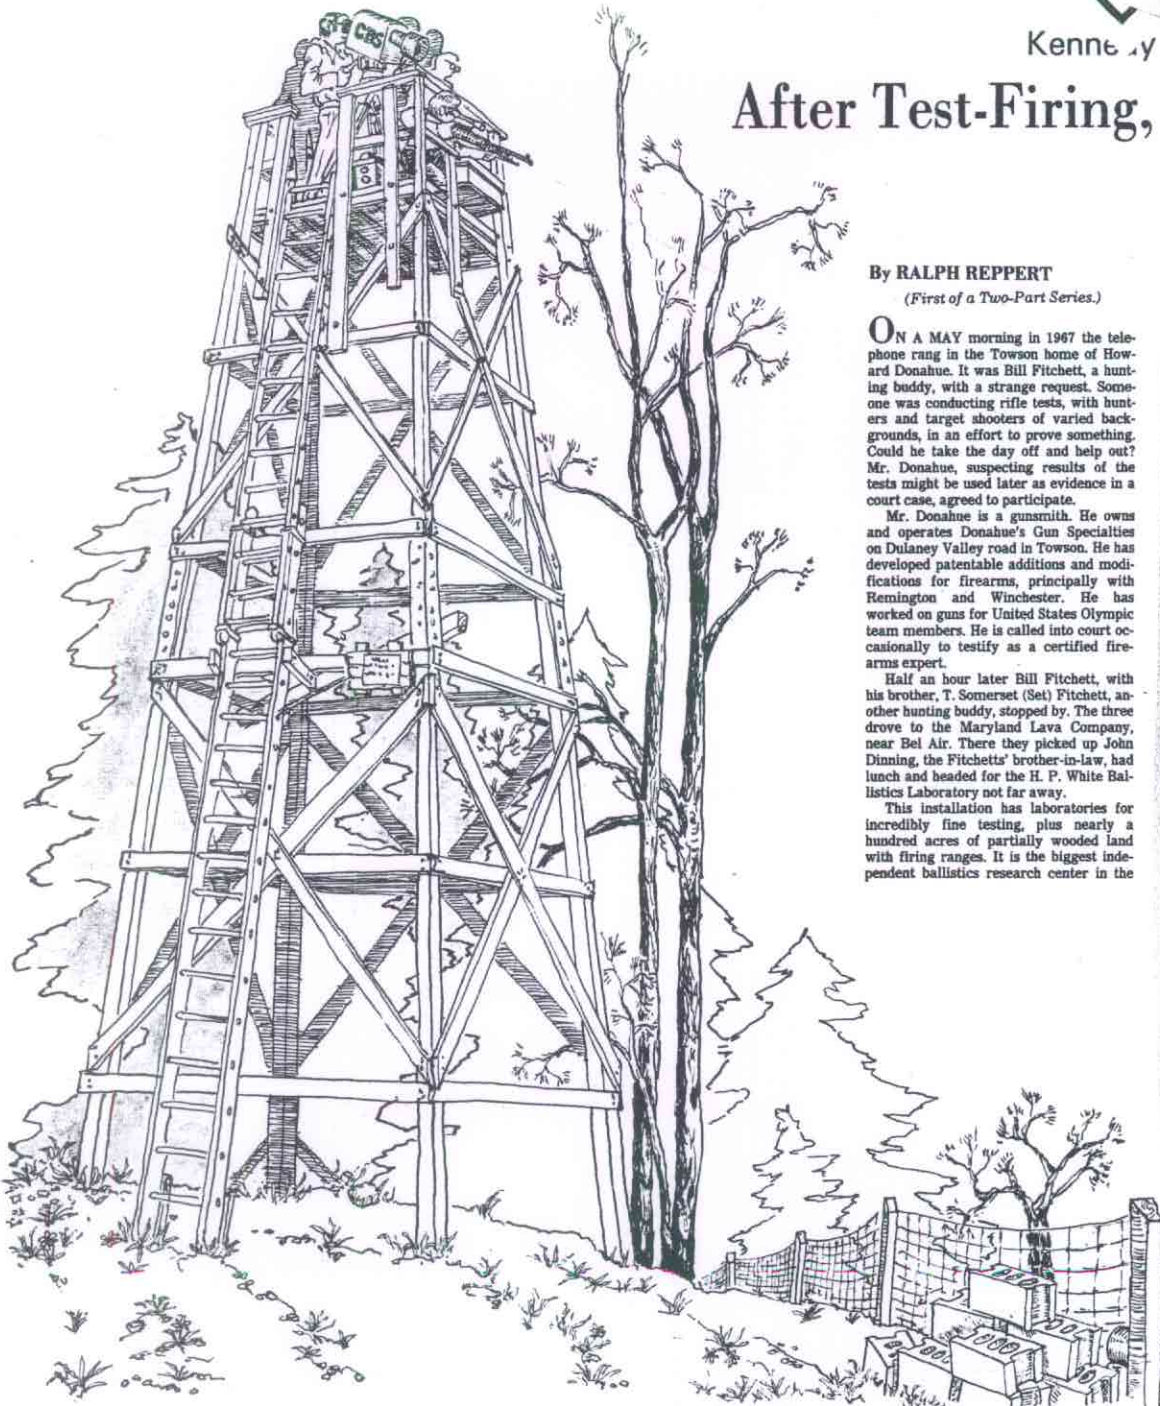 CBS
Kenne y
After Test-Firing,
By RALPH REPPERT
(First of a Two-Part Series.)
ON A MAY morning in 1967 the tele-
phone rang in the Towson home of How-
ard Donahue. It was Bill Fitchett, a hunt-
ing buddy, with a strange request. Some-
one was conducting rifle tests, with hunt-
ers and target shooters of varied back-
grounds, in an effort to prove something.
Could he take the day off and help out?
Mr. Donahue, suspecting results of the
tests might be used later as evidence in a
court case, agreed to participate.
Mr. Donahue is a gunsmith. He owns
and operates Donahue's Gun Specialties
on Dulaney Valley road in Towson. He has
developed patentable additions and modi-
fications for firearms, principally with
Remington and Winchester. He has
worked on guns for United States Olympic
team members. He is called into court oc-
casionally to testify as a certified fire-
arms expert.
Half an hour later Bill Fitchett, with
his brother, T. Somerset (Set) Fitchett, an-
other hunting buddy, stopped by. The three
drove to the Maryland Lava Company,
near Bel Air. There they picked up John
Dinning, the Fitchetts' brother-in-law, had
lunch and headed for the H. P. White Bal-
listics Laboratory not far away.
This installation has laboratories for
incredibly fine testing, plus nearly a
hundred acres of partially wooded land
with firing ranges. It is the biggest inde-
pendent ballistics research center in the